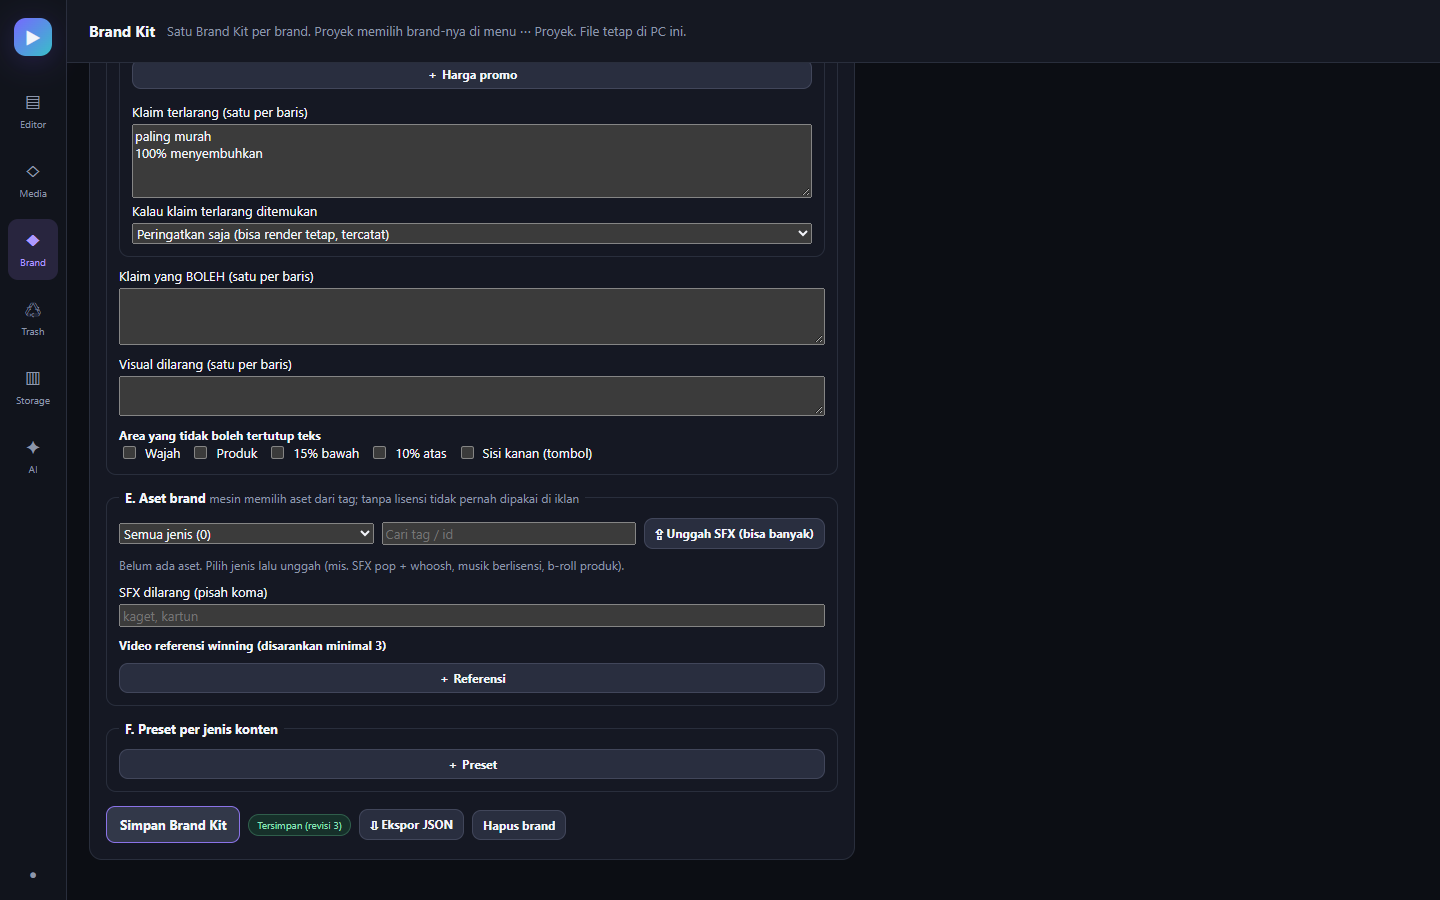 Brand Kit
Satu Brand Kit per brand. Proyek memilih brand-nya di menu ··· Proyek. File tetap di PC ini.
Editor
Media
Brand
Trash
Storage
AI
+ Harga promo
Klaim terlarang (satu per baris)
paling murah
100% menyembuhkan
Kalau klaim terlarang ditemukan
Peringatkan saja (bisa render tetap, tercatat)
Klaim yang BOLEH (satu per baris)
Visual dilarang (satu per baris)
Area yang tidak boleh tertutup teks
Wajah Produk 15% bawah 10% atas Sisi kanan (tombol)
E. Aset brand mesin memilih aset dari tag; tanpa lisensi tidak pernah dipakai di iklan
Semua jenis (0) Cari tag / id ⇪ Unggah SFX (bisa banyak)
Belum ada aset. Pilih jenis lalu unggah (mis. SFX pop + whoosh, musik berlisensi, b-roll produk).
SFX dilarang (pisah koma)
kaget, kartun
Video referensi winning (disarankan minimal 3)
+ Referensi
F. Preset per jenis konten
+ Preset
Simpan Brand Kit Tersimpan (revisi 3) ⇩ Ekspor JSON Hapus brand